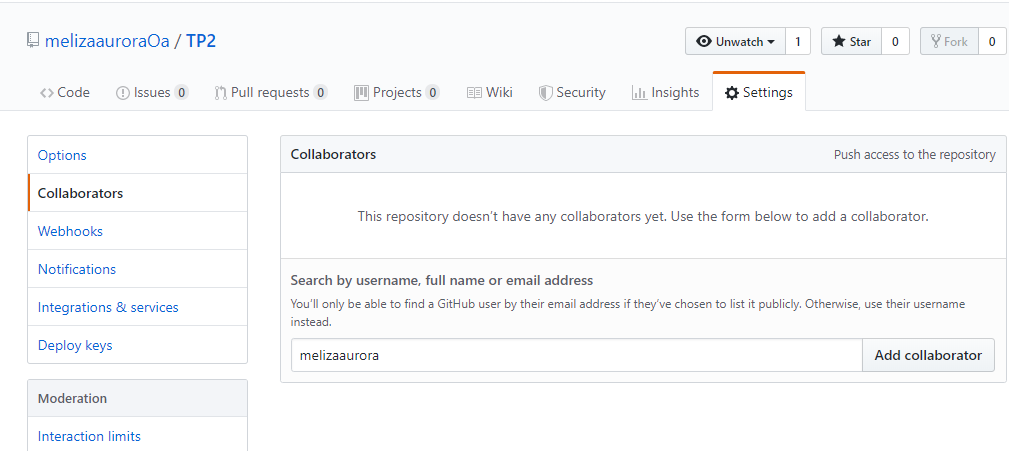 melizaauroraOa / TP2
Unwatch 1 Star 0 Fork 0
Code Issues 0 Pull requests 0 Projects 0 Wiki Security Insights Settings
Options
Collaborators
Webhooks
Notifications
Integrations & services
Deploy keys
Moderation
Interaction limits
Collaborators Push access to the repository
This repository doesn't have any collaborators yet. Use the form below to add a collaborator.
Search by username, full name or email address
You'll only be able to find a GitHub user by their email address if they've chosen to list it publicly. Otherwise, use their username
instead.
melizaaurora Add collaborator